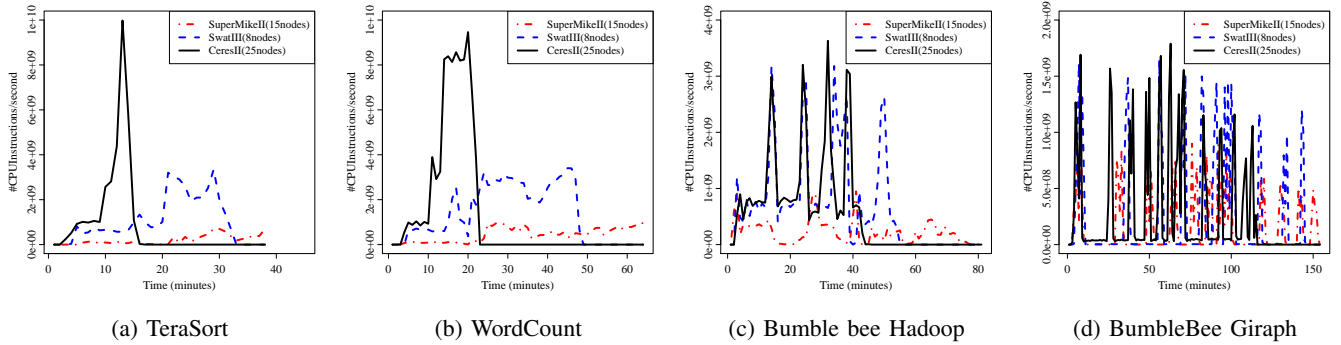 #CPUInstructions/second
0e+00 2e+09 4e+09 6e+09 8e+09 1e+10
SuperMikeII(15nodes)
SwatIII(8nodes)
CeresII(25nodes)
0 10 20 30 40
Time (minutes)
(a) TeraSort
#CPUInstructions/second
0e+00 2e+09 4e+09 6e+09 8e+09 1e+10
SuperMikeII(15nodes)
SwatIII(8nodes)
CeresII(25nodes)
0 10 20 30 40 50 60
Time (minutes)
(b) WordCount
#CPUInstructions/second
0e+00 1e+09 2e+09 3e+09 4e+09
SuperMikeII(15nodes)
SwatIII(8nodes)
CeresII(25nodes)
0 20 40 60 80
Time (minutes)
(c) Bumble bee Hadoop
#CPUInstructions/second
0.0e+00 5.0e+08 1.0e+09 1.5e+09 2.0e+09
SuperMikeII(15nodes)
SwatIII(8nodes)
CeresII(25nodes)
0 50 100 150
Time (minutes)
(d) BumbleBee Giraph